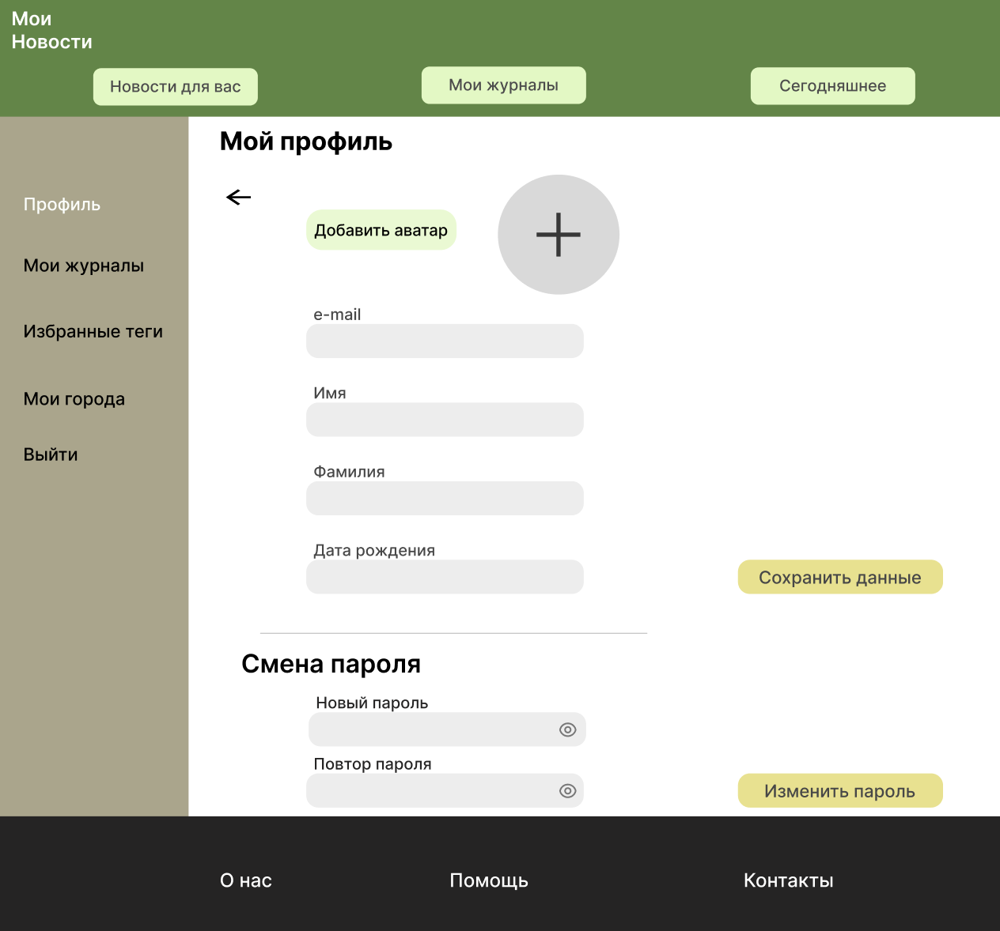 Мои
Новости
Новости для вас
Мои журналы
Сегодняшнее
Профиль
Мои журналы
Избранные теги
Мои города
Выйти
Мой профиль
Добавить аватар
e-mail
Имя
Фамилия
Дата рождения
Сохранить данные
Смена пароля
Новый пароль
Повтор пароля
Изменить пароль
О нас
Помощь
Контакты